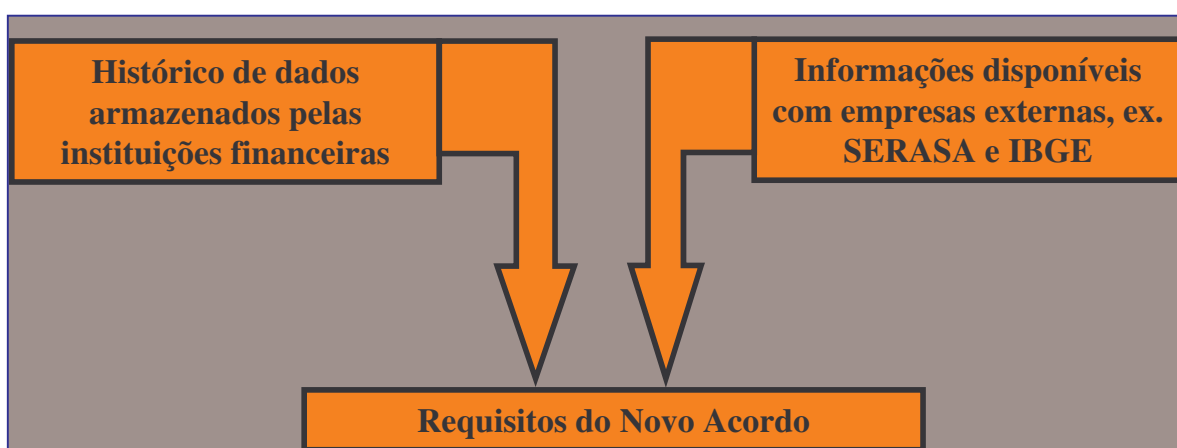 Histórico de dados
armazenados pelas
instituições financeiras
Informações disponíveis
com empresas externas, ex.
SERASA e IBGE
Requisitos do Novo Acordo